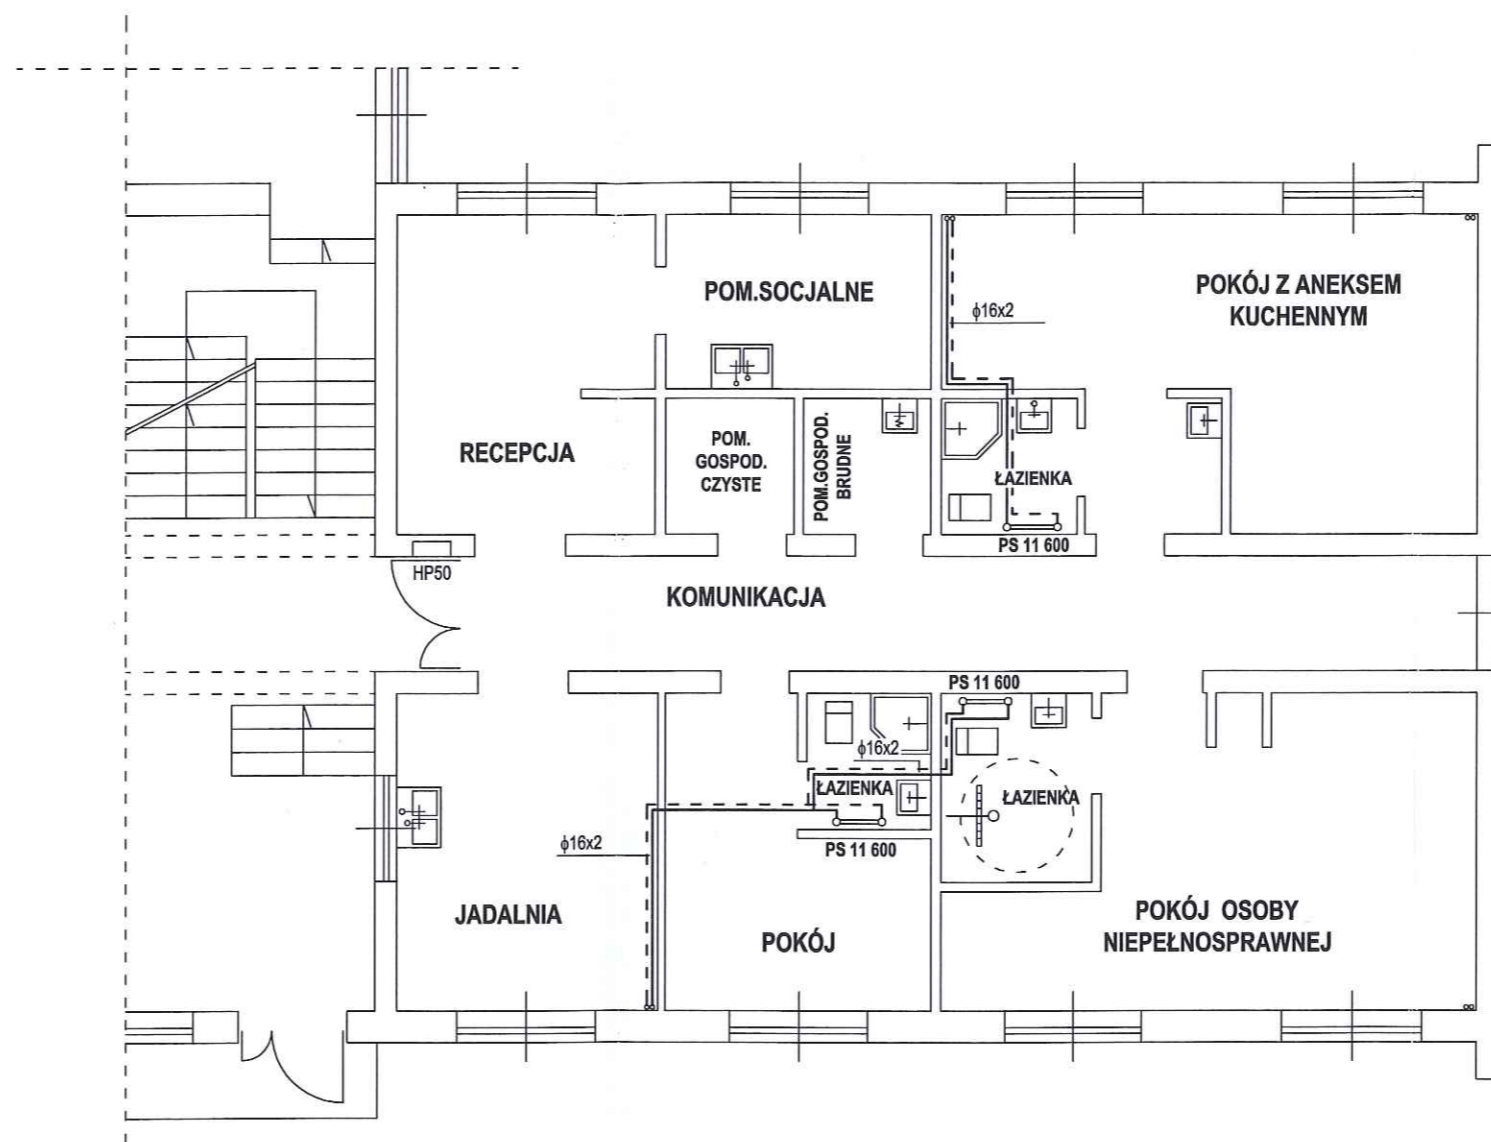 POM.SOCJALNE
POKÓJ Z ANEKSEM
KUCHENNYM
ϕ16x2
RECEPCJA
POM.
GOSPOD.
CZYSTE
POM.GOSPOD.
BRUDNE
ŁAZIENKA
PS 11 600
HP50
KOMUNIKACJA
PS 11 600
ϕ16x2
ŁAZIENKA
ŁAZIENKA
ϕ16x2
PS 11 600
JADALNIA
POKÓJ
POKÓJ OSOBY
NIEPEŁNOSPRAWNEJ